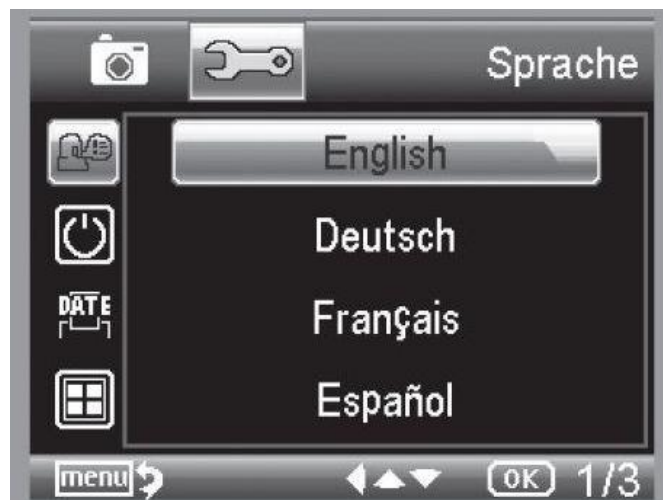 Sprache
English
Deutsch
Français
DATE
Español
menu OK 1/3